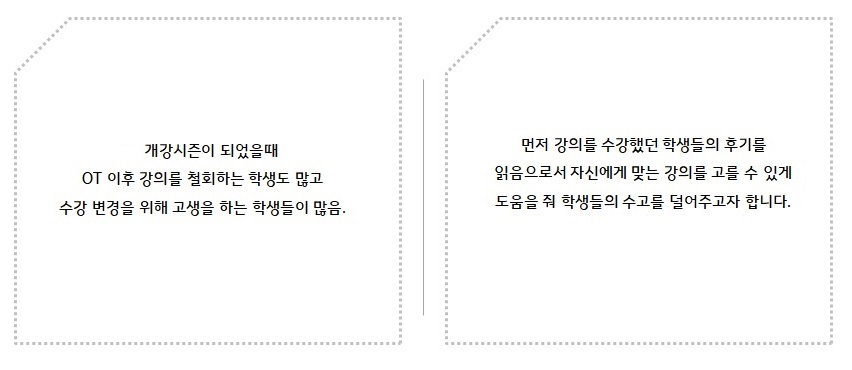 개강시즌이 되었을때
OT 이후 강의를 철회하는 학생도 많고
수강 변경을 위해 고생을 하는 학생들이 많음.
먼저 강의를 수강했던 학생들의 후기를
읽음으로서 자신에게 맞는 강의를 고를 수 있게
도움을 줘 학생들의 수고를 덜어주고자 합니다.